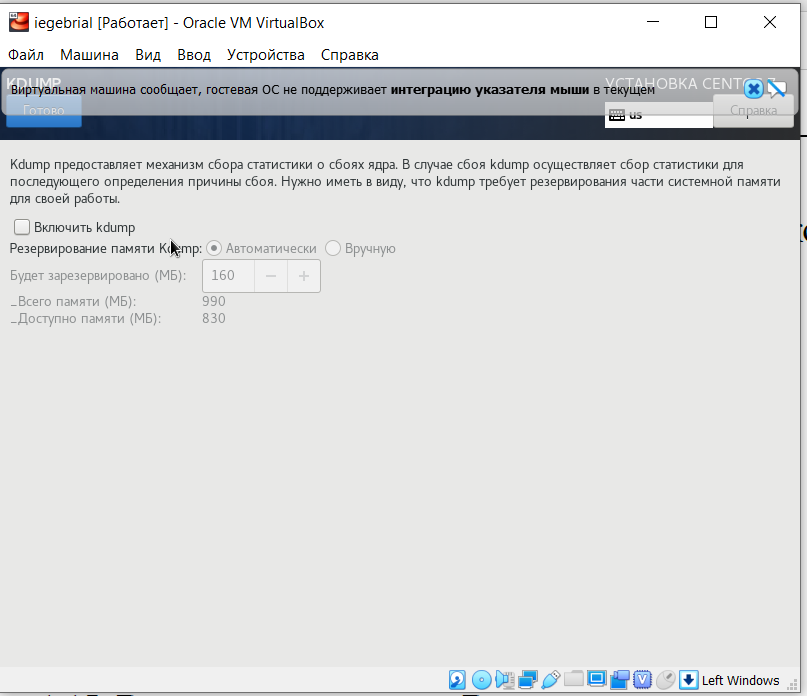 iegebrial [Работает] - Oracle VM VirtualBox
Файл Машина Вид Ввод Устройства Справка
KDUMP УСТАНОВКА CENTOS 7
Виртуальная машина сообщает, гостевая ОС не поддерживает интеграцию указателя мыши в текущем
Готово us Справка
Kdump предоставляет механизм сбора статистики о сбоях ядра. В случае сбоя kdump осуществляет сбор статистики для
последующего определения причины сбоя. Нужно иметь в виду, что kdump требует резервирования части системной памяти
для своей работы.
Включить kdump
Резервирование памяти Kdump: Автоматически Вручную
Будет зарезервировано (МБ): 160 − +
_Всего памяти (МБ): 990
_Доступно памяти (МБ): 830
Left Windows